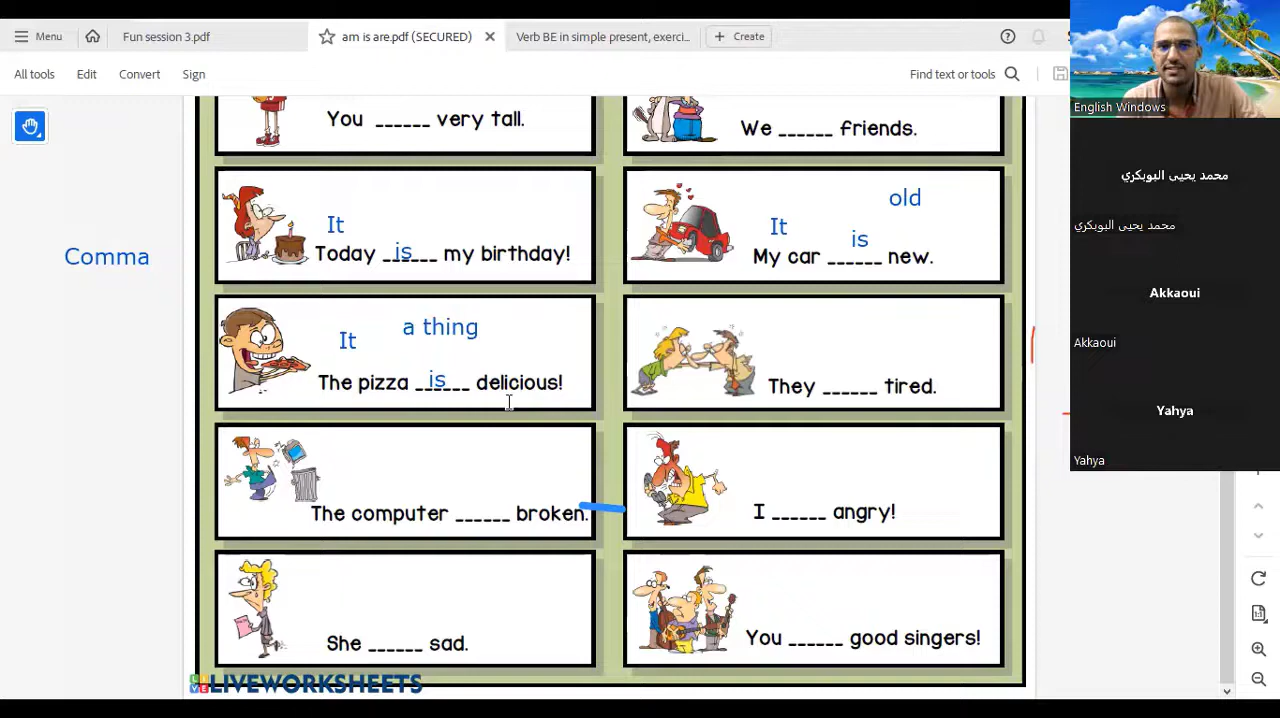 Menu
Fun session 3.pdf
am is are.pdf (SECURED)
Verb BE in simple present, exerci...
Create
All tools
Edit
Convert
Sign
Find text or tools
English Windows
محمد يحيى البوبكري
محمد يحيى البوبكري
Akkaoui
Akkaoui
Yahya
Yahya
Comma
You ______ very tall.
We ______ friends.
It
Today __is__ my birthday!
old
It
is
My car ______ new.
It a thing
The pizza __is__ delicious!
They ______ tired.
The computer ______ broken.
I ______ angry!
She ______ sad.
You ______ good singers!
LIVE LIVEWORKSHEETS